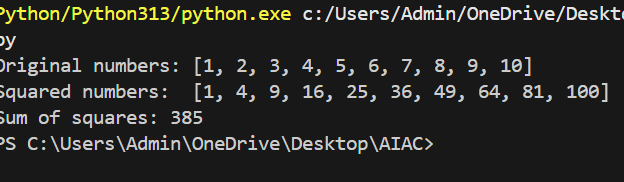 Python/Python313/python.exe c:/Users/Admin/OneDrive/Deskto
py
Original numbers: [1, 2, 3, 4, 5, 6, 7, 8, 9, 10]
Squared numbers:  [1, 4, 9, 16, 25, 36, 49, 64, 81, 100]
Sum of squares: 385
PS C:\Users\Admin\OneDrive\Desktop\AIAC>